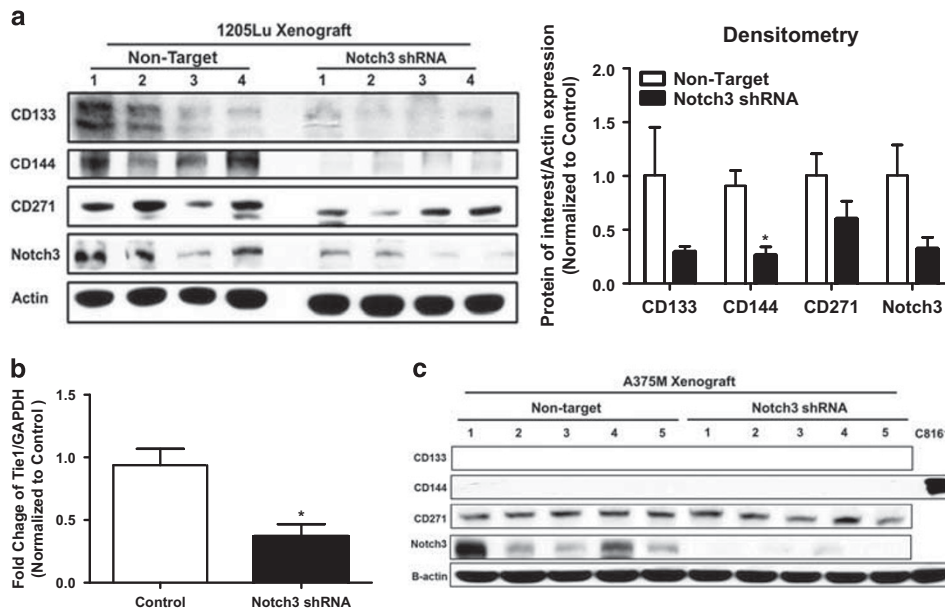 a
1205Lu Xenograft
Non-Target
Notch3 shRNA
1 2 3 4 1 2 3 4
CD133
CD144
CD271
Notch3
Actin
Densitometry
Protein of interest/Actin expression
(Normalized to Control)
2.0
1.5
1.0
0.5
0.0
Non-Target
Notch3 shRNA
*
CD133 CD144 CD271 Notch3
b
Fold Chage of Tie1/GAPDH
(Normalized to Control )
1.5
1.0
0.5
0.0
*
Control Notch3 shRNA
c
A375M Xenograft
Non-target Notch3 shRNA
1 2 3 4 5 1 2 3 4 5 C8161
CD133
CD144
CD271
Notch3
B-actin